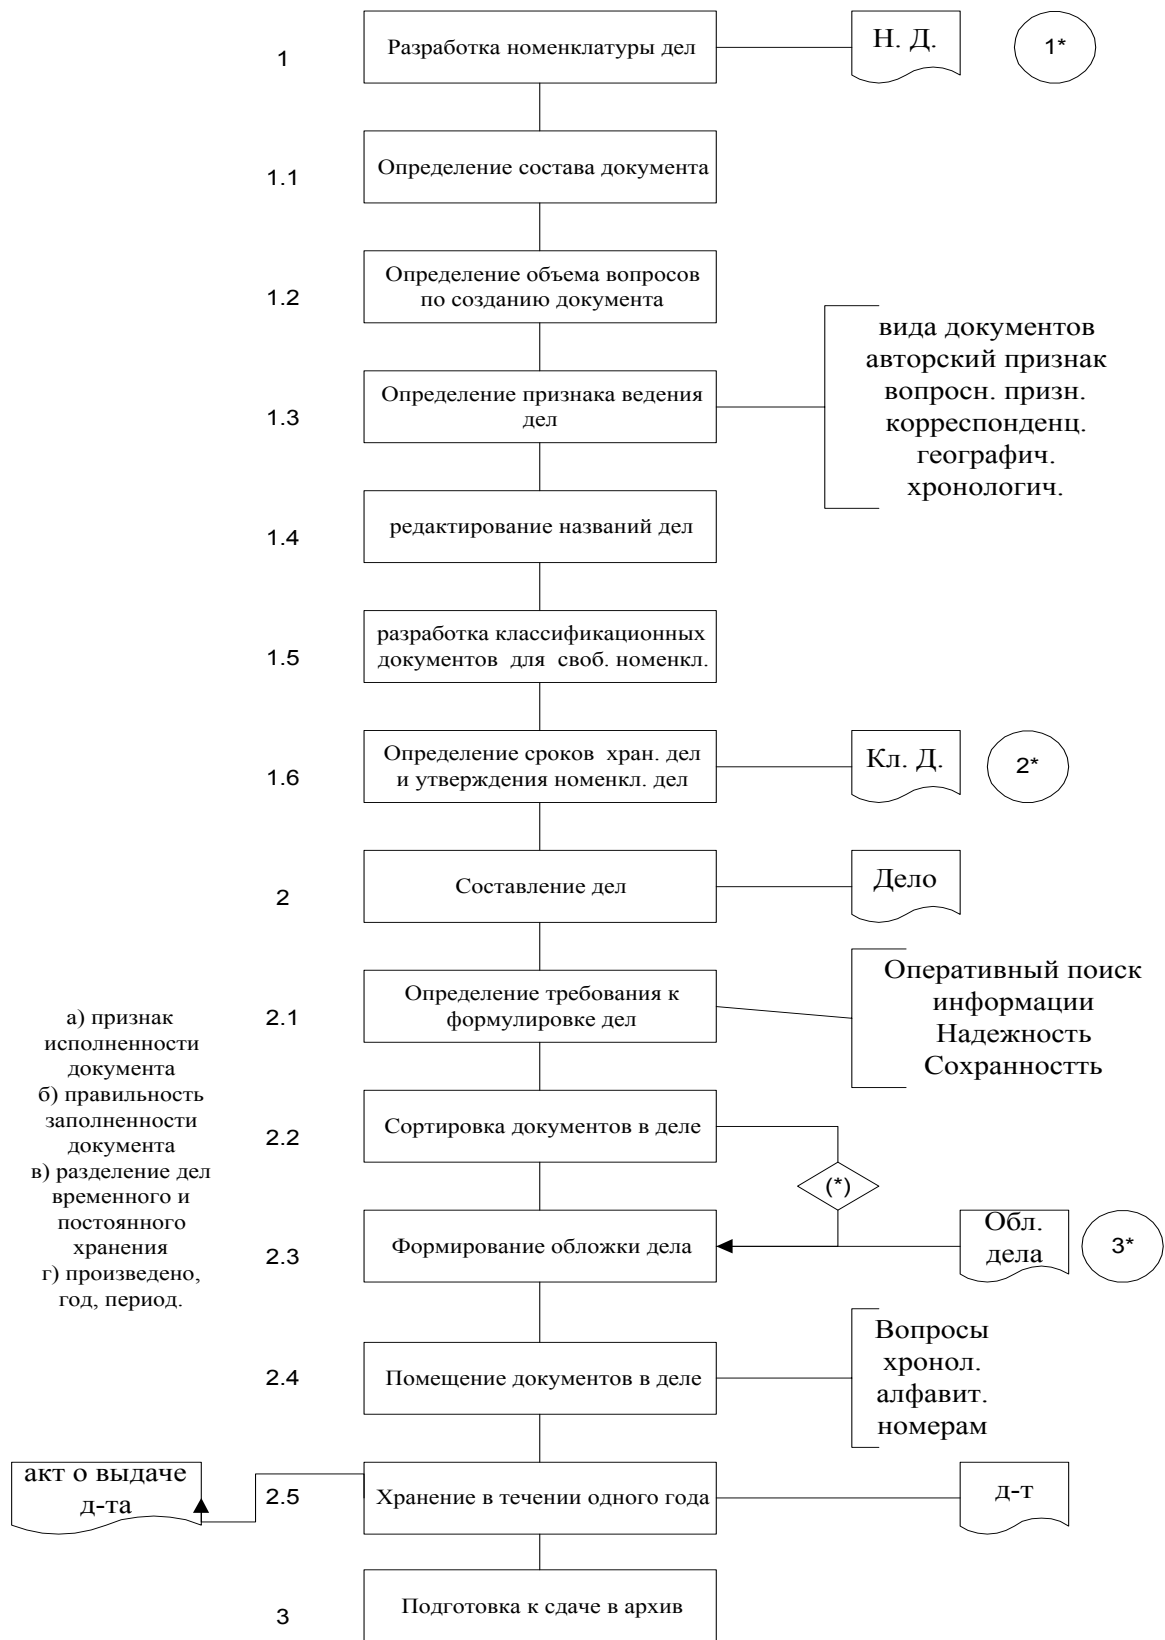 1
Разработка номенклатуры дел
Н. Д.
1*
1.1
Определение состава документа
1.2
Определение объема вопросов
по созданию документа
1.3
Определение признака ведения
дел
вида документов
авторский признак
вопросн. призн.
корреспонденц.
географич.
хронологич.
1.4
редактирование названий дел
1.5
разработка классификационных
документов для своб. номенкл.
1.6
Определение сроков хран. дел
и утверждения номенкл. дел
Кл. Д.
2*
2
Составление дел
Дело
2.1
Определение требования к
формулировке дел
Оперативный поиск
информации
Надежность
Сохранностть
а) признак
исполненности
документа
б) правильность
заполненности
документа
в) разделение дел
временного и
постоянного
хранения
г) произведено,
год, период.
2.2
Сортировка документов в деле
(*)
2.3
Формирование обложки дела
Обл.
дела
3*
2.4
Помещение документов в деле
Вопросы
хронол.
алфавит.
номерам
акт о выдаче
д-та
2.5
Хранение в течении одного года
д-т
3
Подготовка к сдаче в архив